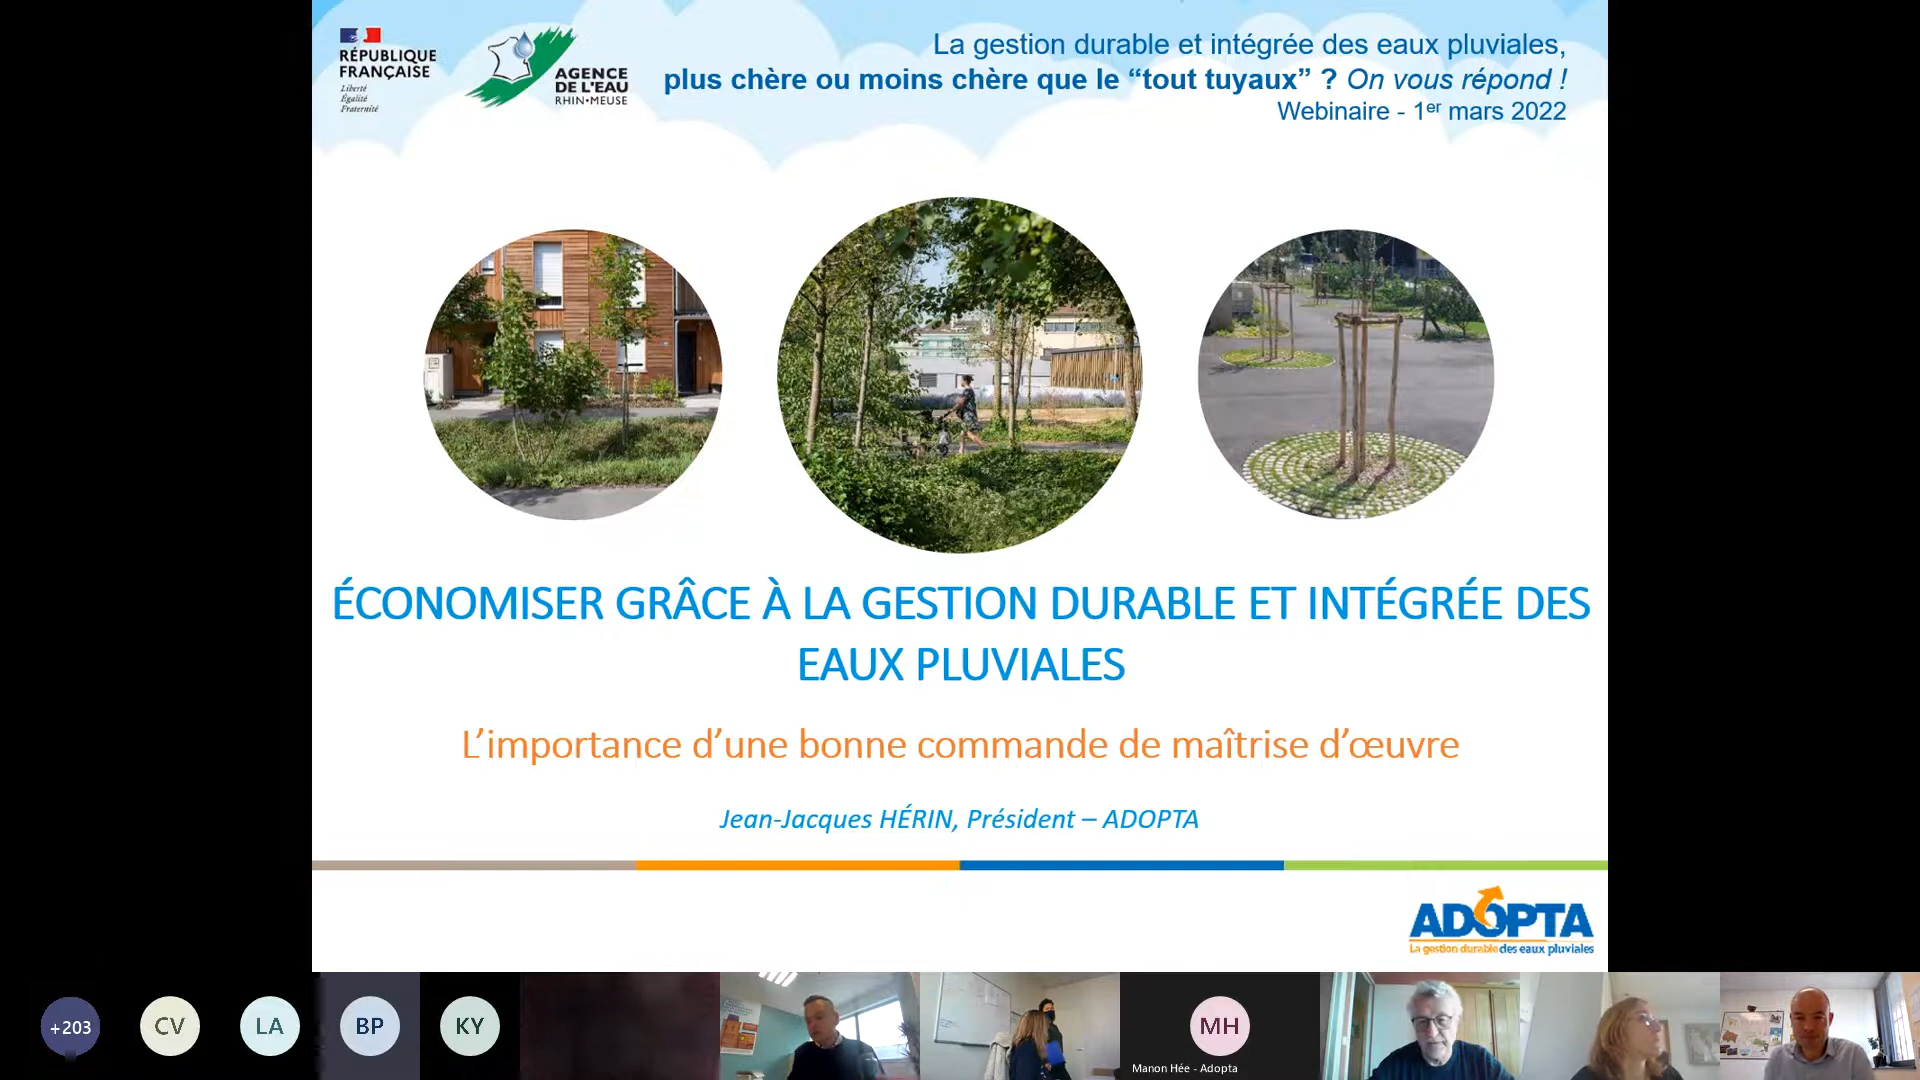 RÉPUBLIQUE
FRANÇAISE
Liberté
Égalité
Fraternité
AGENCE
DE L'EAU
RHIN•MEUSE
La gestion durable et intégrée des eaux pluviales,
plus chère ou moins chère que le “tout tuyaux” ? On vous répond !
Webinaire - 1er mars 2022
ÉCONOMISER GRÂCE À LA GESTION DURABLE ET INTÉGRÉE DES
EAUX PLUVIALES
L’importance d’une bonne commande de maîtrise d’œuvre
Jean-Jacques HÉRIN, Président – ADOPTA
ADOPTA
La gestion durable des eaux pluviales
+203
CV
LA
BP
KY
MH
Manon Hée - Adopta